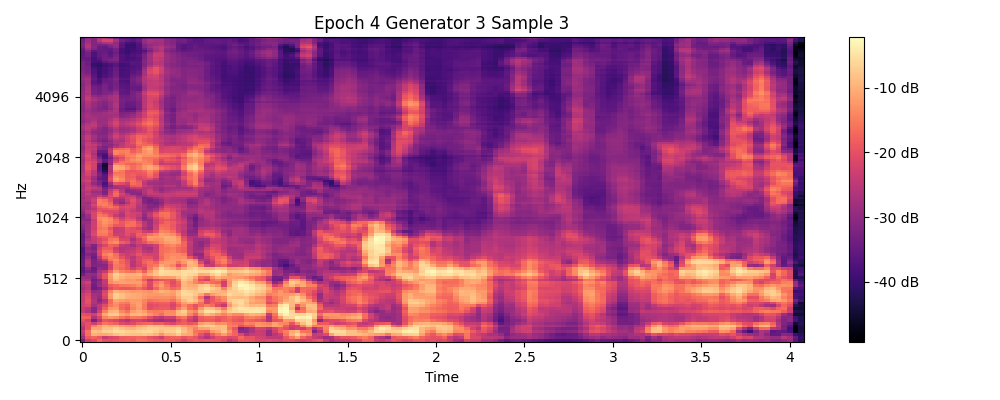 Epoch 4 Generator 3 Sample 3
Hz
4096
2048
1024
512
0
0 0.5 1 1.5 2 2.5 3 3.5 4
Time
-10 dB
-20 dB
-30 dB
-40 dB